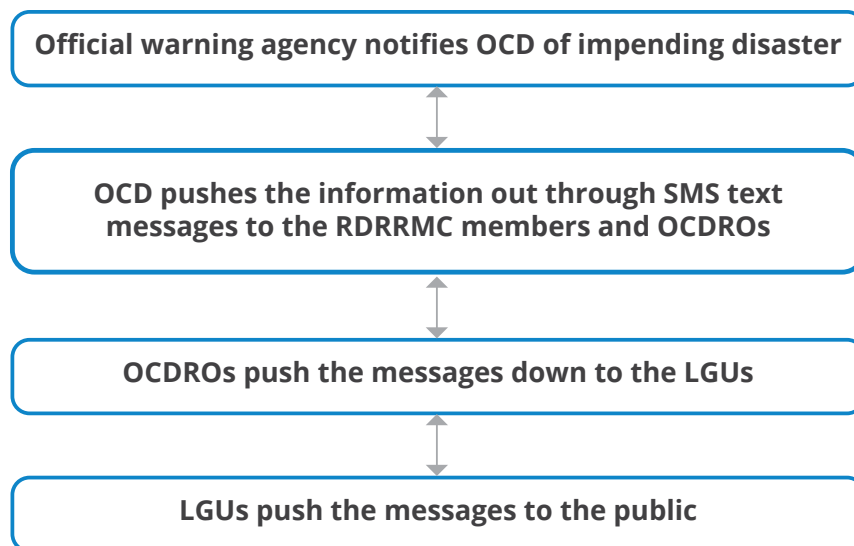 Official warning agency notifies OCD of impending disaster
OCD pushes the information out through SMS text
messages to the RDRRMC members and OCDROs
OCDROs push the messages down to the LGUs
LGUs push the messages to the public